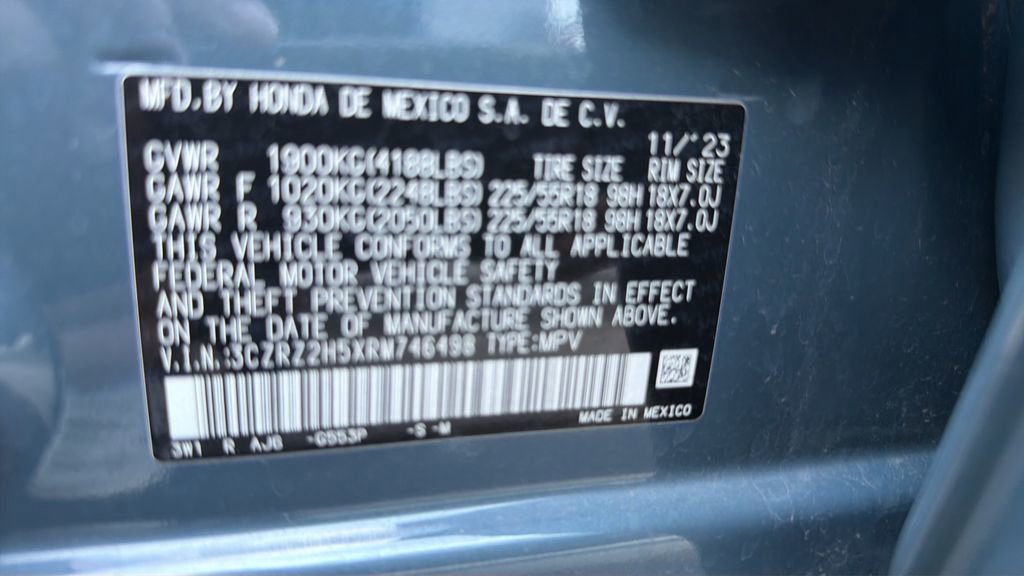 MFD.BY HONDA DE MEXICO S.A. DE C.V.
11/'23
GVWR 1900KG(4188LBS) TIRE SIZE RIM SIZE
GAWR F 1020KG(2248LBS) 225/55R18 98H 18X7.0J
GAWR R 930KG(2050LBS) 225/55R18 98H 18X7.0J
THIS VEHICLE CONFORMS TO ALL APPLICABLE
FEDERAL MOTOR VEHICLE SAFETY
AND THEFT PREVENTION STANDARDS IN EFFECT
ON THE DATE OF MANUFACTURE SHOWN ABOVE.
V.I.N.:3CZRZ2H5XRM746498 TYPE:MPV
MADE IN MEXICO
R -S -M